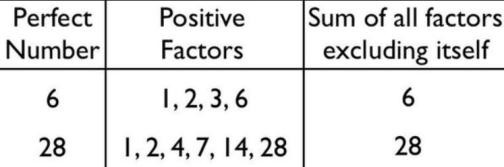 Perfect Number Positive Factors Sum of all factors excluding itself
6 1, 2, 3, 6 6
28 1, 2, 4, 7, 14, 28 28